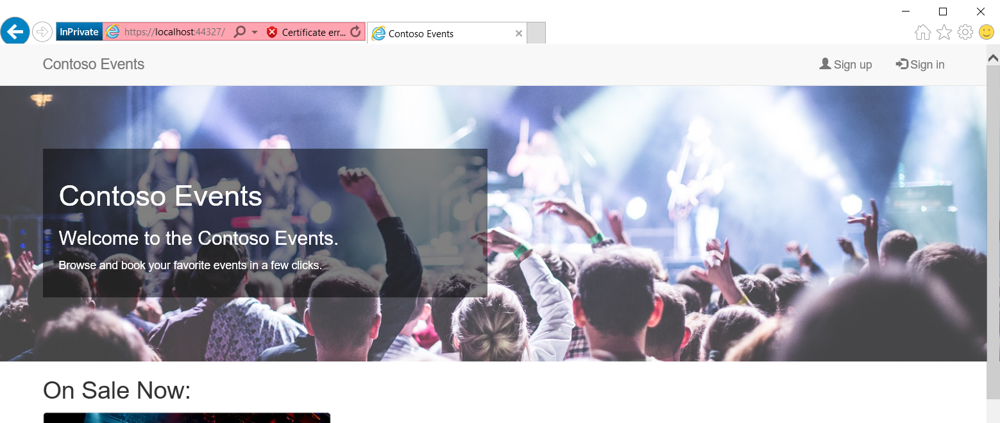 InPrivate https://localhost:44327/ Certificate err... Contoso Events
Contoso Events Sign up Sign in
Contoso Events
Welcome to the Contoso Events.
Browse and book your favorite events in a few clicks.
On Sale Now: